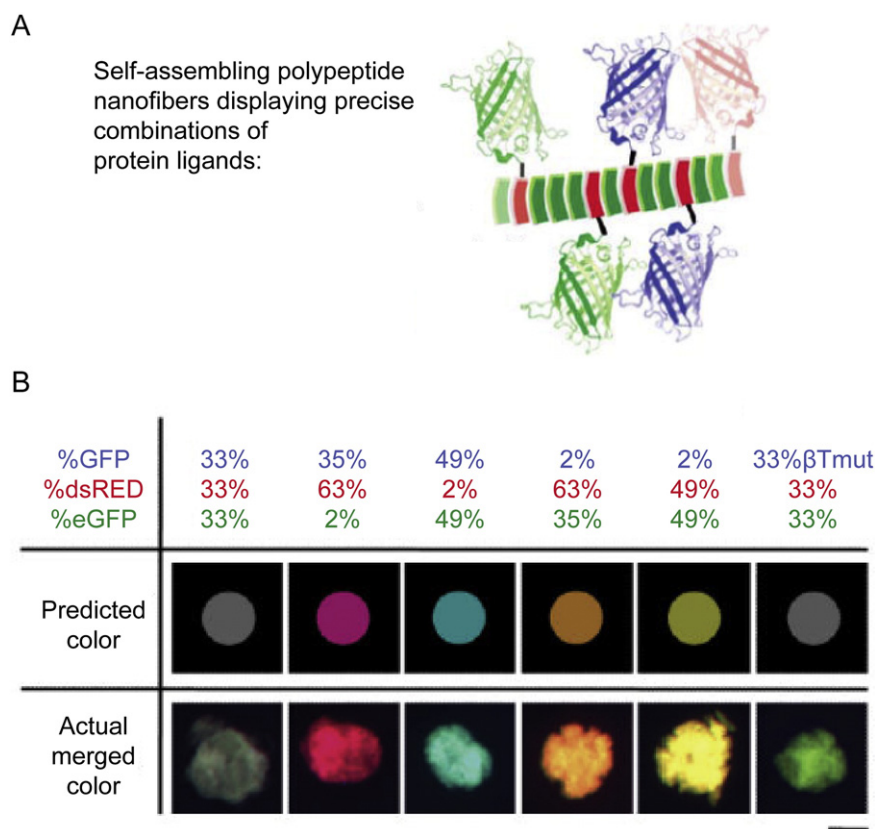 A
Self-assembling polypeptide
nanofibers displaying precise
combinations of
protein ligands:
B
%GFP 33% 35% 49% 2% 2% 33%βTmut
%dsRED 33% 63% 2% 63% 49% 33%
%eGFP 33% 2% 49% 35% 49% 33%
Predicted
color
Actual
merged
color